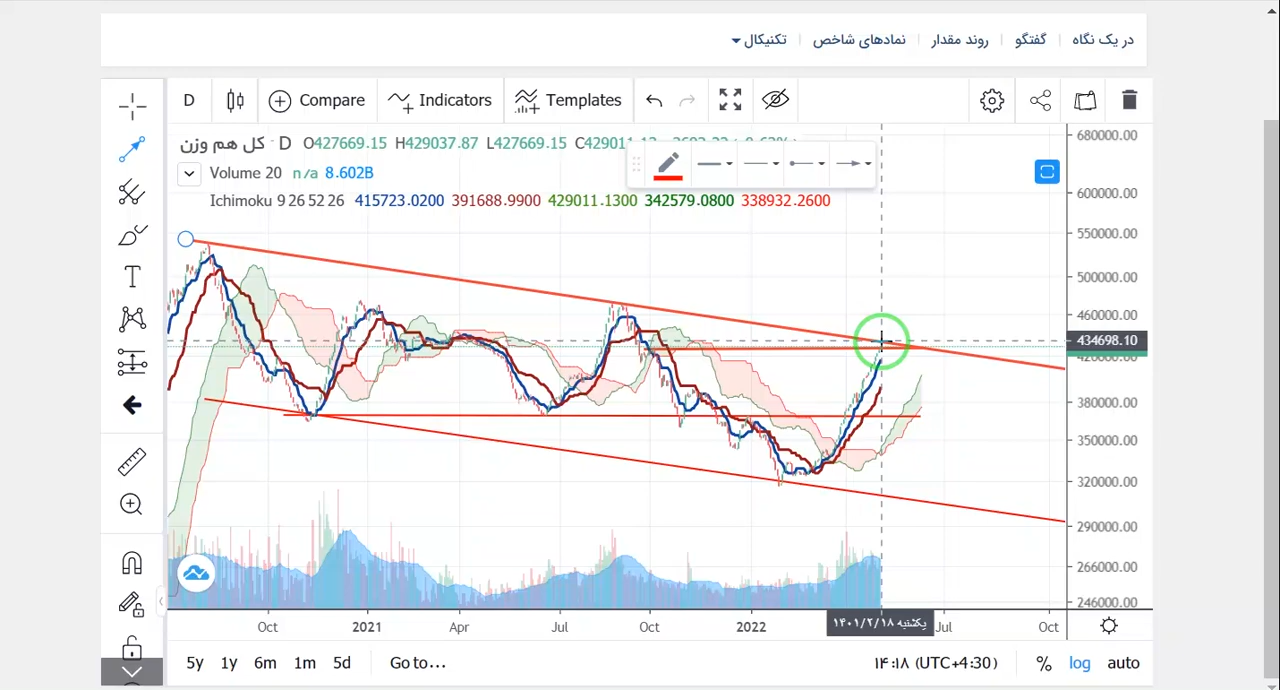 در یک نگاه | گفتگو | روند مقدار | نمادهای شاخص | تکنیکال
D Compare Indicators Templates
کل هم وزن · D O427669.15 H429037.87 L427669.15
Volume 20 n/a 8.602B
Ichimoku 9 26 52 26 415723.0200 391688.9900 429011.1300 342579.0800 338932.2600
680000.00
600000.00
550000.00
500000.00
460000.00
434698.10
420000.00
380000.00
350000.00
320000.00
290000.00
266000.00
246000.00
Oct 2021 Apr Jul Oct 2022 یکشنبه ۱۴۰۱/۲/۱۸ Jul Oct
5y 1y 6m 1m 5d Go to... ۱۴:۱۸ (UTC+4:30) % log auto